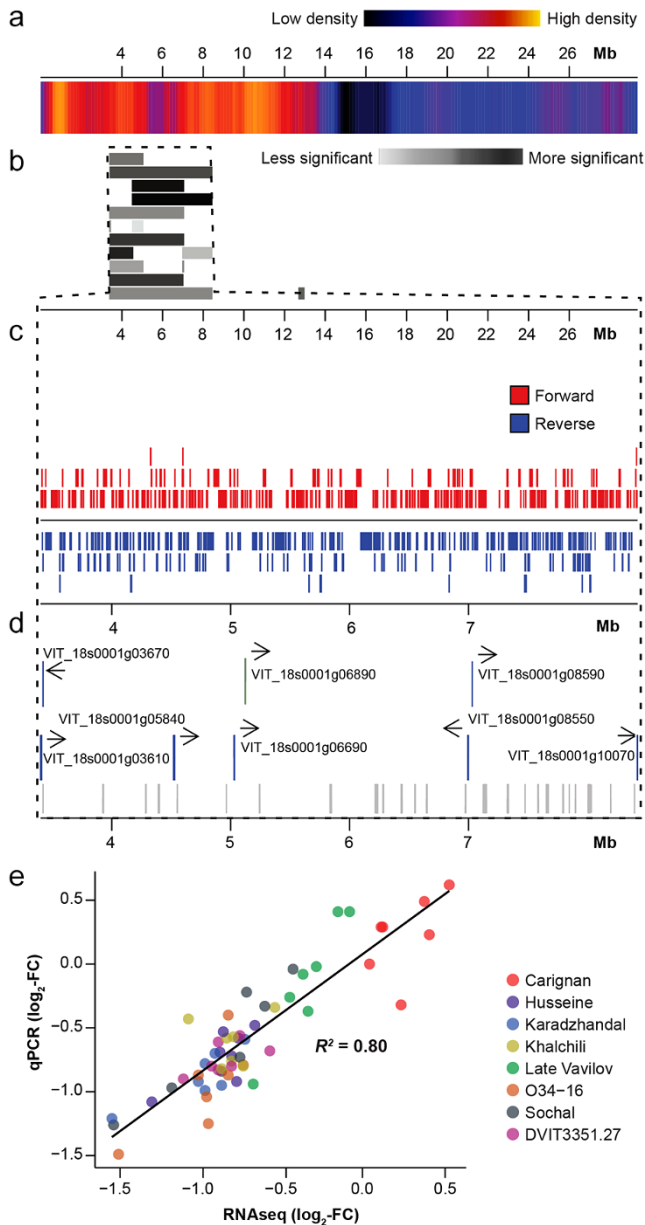 a
Low density
High density
4 6 8 10 12 14 16 18 20 22 24 26 Mb
b
Less significant
More significant
4 6 8 10 12 14 16 18 20 22 24 26 Mb
c
Forward
Reverse
4 5 6 7 Mb
d
VIT_18s0001g03670
VIT_18s0001g06890
VIT_18s0001g08590
VIT_18s0001g05840
VIT_18s0001g08550
VIT_18s0001g03610
VIT_18s0001g06690
VIT_18s0001g10070
4 5 6 7 Mb
e
qPCR (log2-FC)
0.5
0.0
−0.5
−1.0
−1.5
R² = 0.80
Carignan
Husseine
Karadzhandal
Khalchili
Late Vavilov
O34−16
Sochal
DVIT3351.27
−1.5 −1.0 −0.5 0.0 0.5
RNAseq (log2-FC)